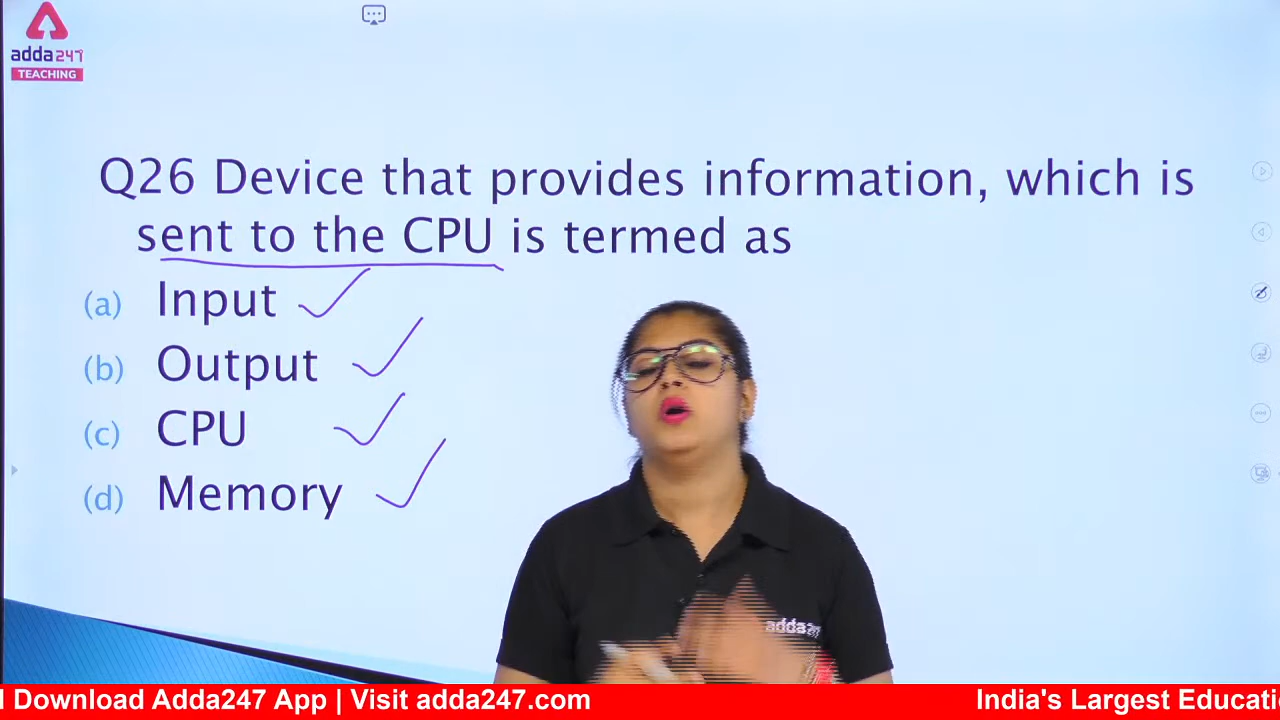 adda247
TEACHING
Q26 Device that provides information, which is
sent to the CPU is termed as
(a) Input
(b) Output
(c) CPU
(d) Memory
adda247
Download Adda247 App | Visit adda247.com
India's Largest